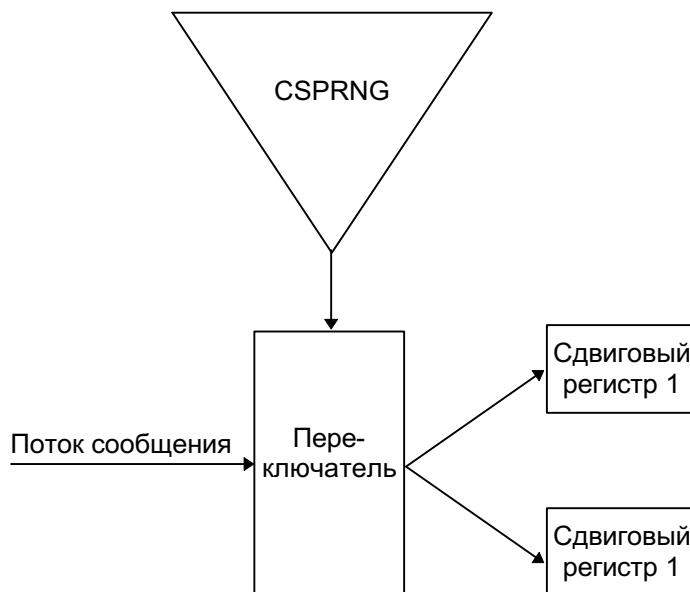 CSPRNG
Сдвиговый
регистр 1
Поток сообщения
Пере-
ключатель
Сдвиговый
регистр 1